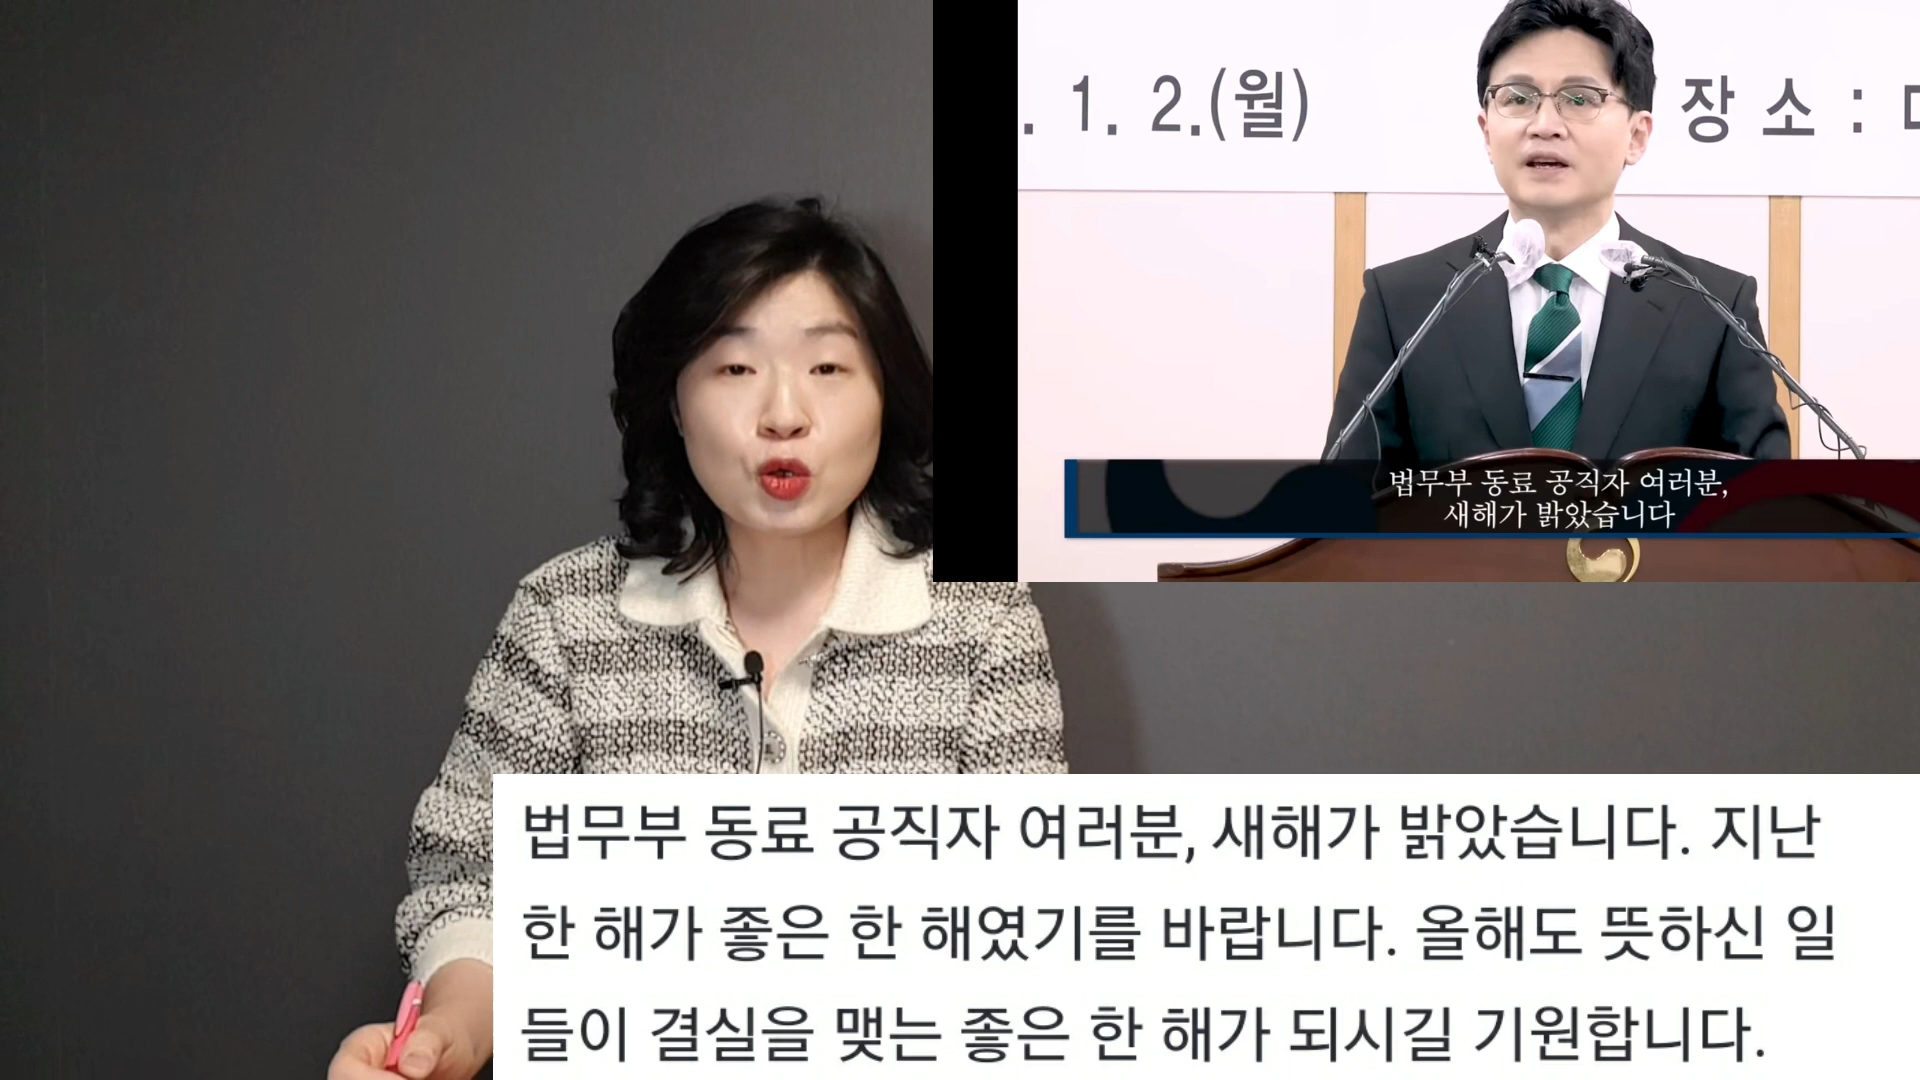 . 1. 2.(월)
장 소 :
법무부 동료 공직자 여러분,
새해가 밝았습니다
법무부 동료 공직자 여러분, 새해가 밝았습니다. 지난
한 해가 좋은 한 해였기를 바랍니다. 올해도 뜻하신 일
들이 결실을 맺는 좋은 한 해가 되시길 기원합니다.